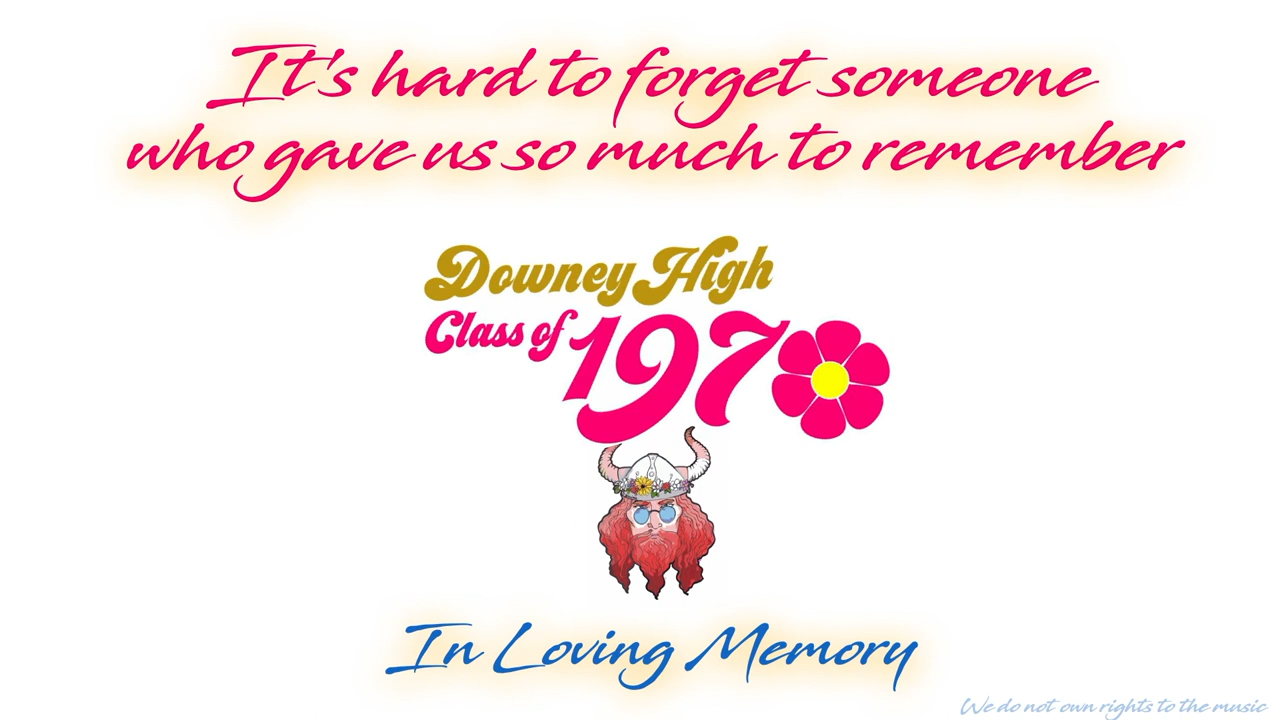 It's hard to forget someone
who gave us so much to remember
Downey High
Class of 197
In Loving Memory
We do not own rights to the music